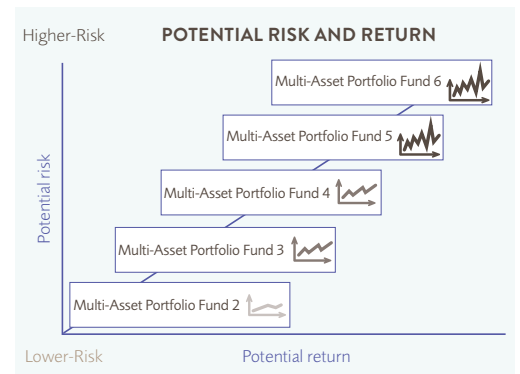 Higher-Risk
POTENTIAL RISK AND RETURN
Multi-Asset Portfolio Fund 6
Multi-Asset Portfolio Fund 5
Multi-Asset Portfolio Fund 4
Multi-Asset Portfolio Fund 3
Multi-Asset Portfolio Fund 2
Potential risk
Lower-Risk
Potential return